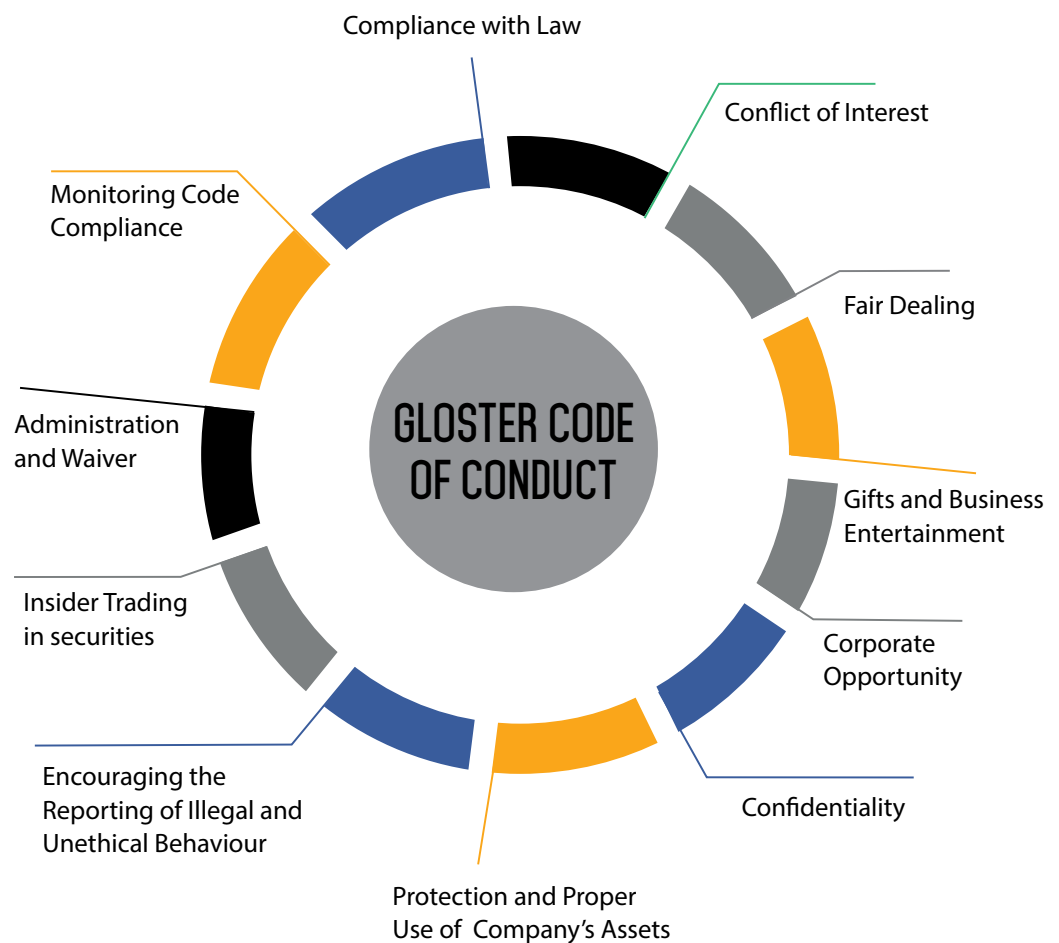 Compliance with Law
Conflict of Interest
Fair Dealing
Gifts and Business
Entertainment
Corporate
Opportunity
Confidentiality
Protection and Proper
Use of Company's Assets
Encouraging the
Reporting of Illegal and
Unethical Behaviour
Insider Trading
in securities
Administration
and Waiver
Monitoring Code
Compliance
GLOSTER CODE
OF CONDUCT